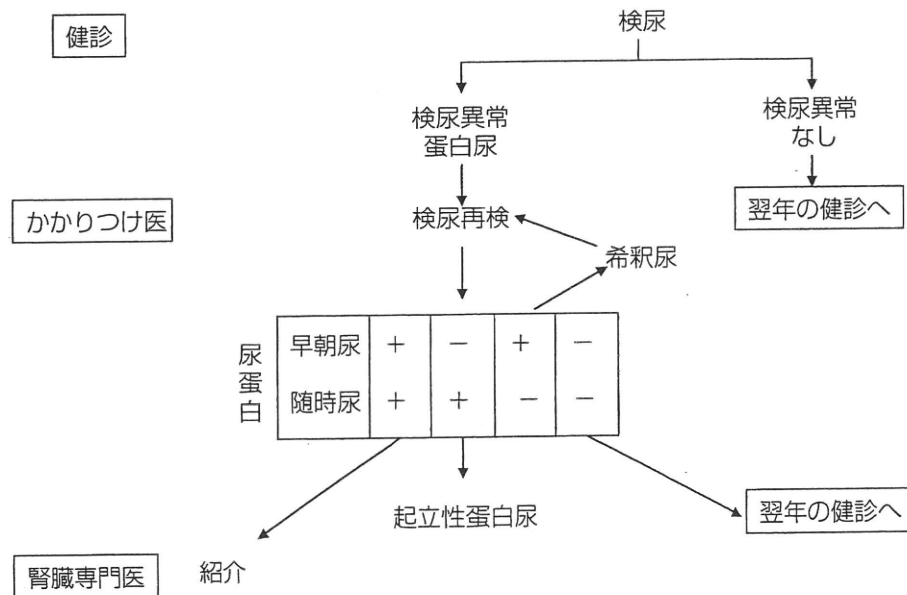 健診
検尿
検尿異常
蛋白尿
検尿異常
なし
かかりつけ医
検尿再検
翌年の健診へ
希釈尿
尿蛋白
早朝尿 + − + −
随時尿 + + − −
起立性蛋白尿
翌年の健診へ
腎臓専門医
紹介